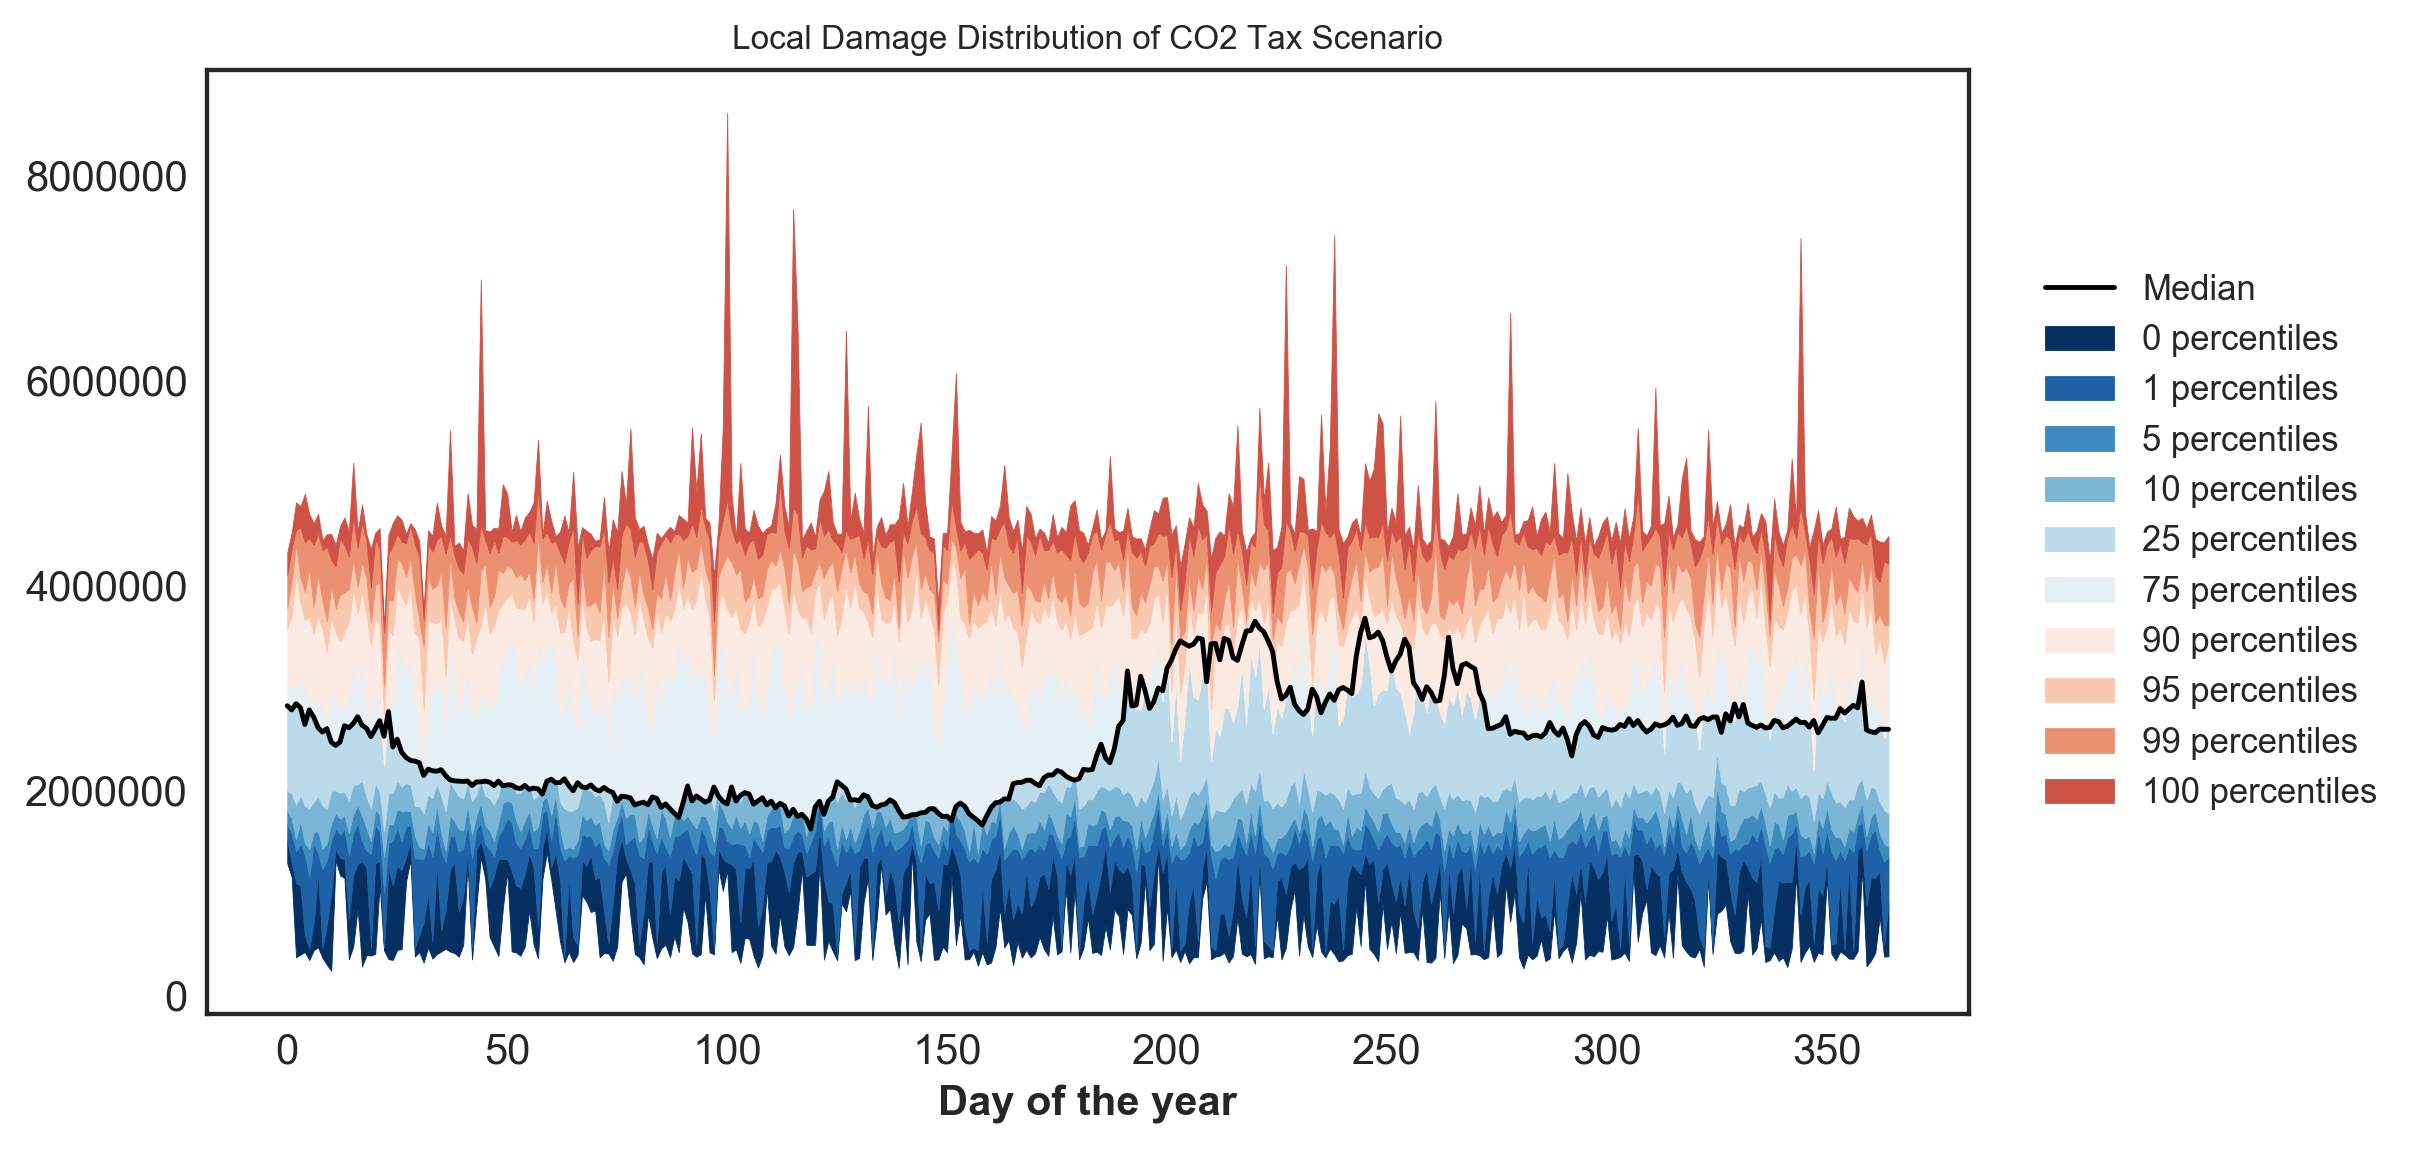 Local Damage Distribution of CO2 Tax Scenario
8000000
6000000
4000000
2000000
0
0 50 100 150 200 250 300 350
Day of the year
Median
0 percentiles
1 percentiles
5 percentiles
10 percentiles
25 percentiles
75 percentiles
90 percentiles
95 percentiles
99 percentiles
100 percentiles